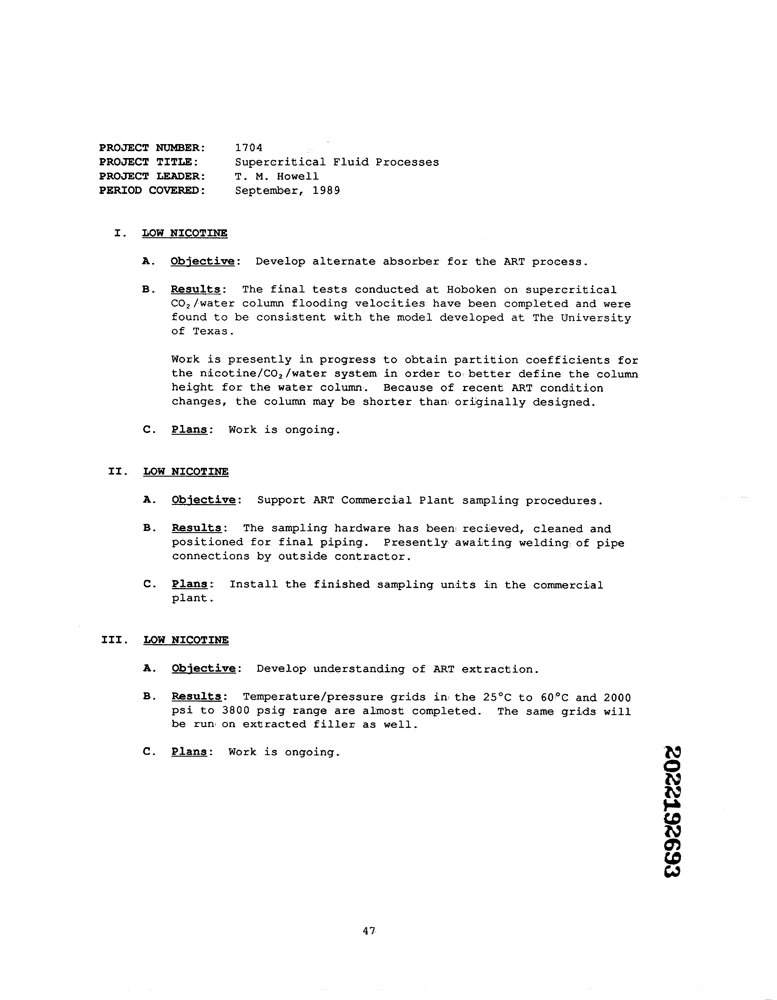 PROJECT NUMBER: 1704
PROJECT TITLE: Supercritical Fluid Processes
PROJECT LEADER: T. M. Howell
PERIOD COVERED: September, 1989
I. LOW NICOTINE
A. Objective: Develop alternate absorber for the ART process.
B. Results: The final tests conducted at Hoboken on supercritical
CO₂/water column flooding velocities have been completed and were
found to be consistent with the model developed at The University
of Texas.
Work is presently in progress to obtain partition coefficients for
the nicotine/CO₂/water system in order to better define the column
height for the water column. Because of recent ART condition
changes, the column may be shorter than originally designed.
C. Plans: Work is ongoing.
II. LOW NICOTINE
A. Objective: Support ART Commercial Plant sampling procedures.
B. Results: The sampling hardware has been recieved, cleaned and
positioned for final piping. Presently awaiting welding of pipe
connections by outside contractor.
C. Plans: Install the finished sampling units in the commercial
plant.
III. LOW NICOTINE
A. Objective: Develop understanding of ART extraction.
B. Results: Temperature/pressure grids in the 25°C to 60°C and 2000
psi to 3800 psig range are almost completed. The same grids will
be run on extracted filler as well.
C. Plans: Work is ongoing.
2022192693
47